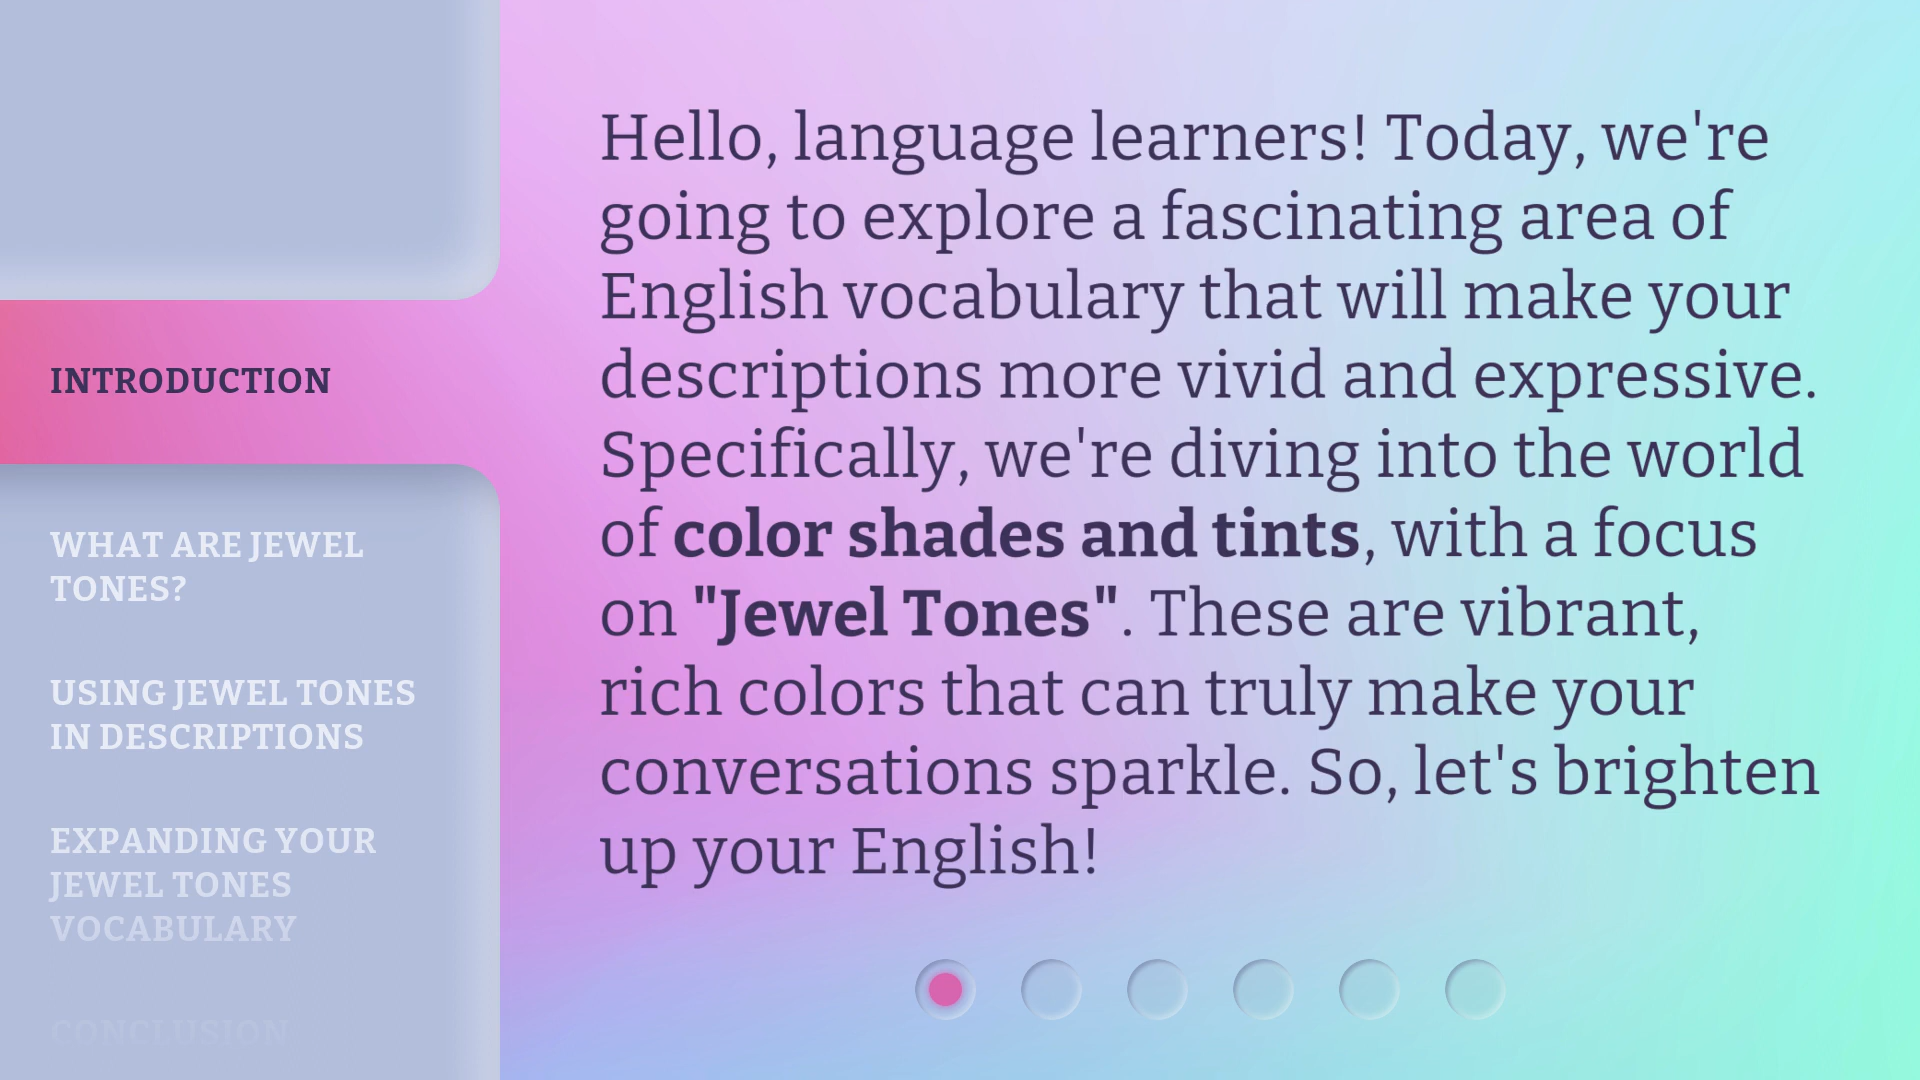 INTRODUCTION
WHAT ARE JEWEL
TONES?
USING JEWEL TONES
IN DESCRIPTIONS
EXPANDING YOUR
JEWEL TONES
VOCABULARY
CONCLUSION
Hello, language learners! Today, we're
going to explore a fascinating area of
English vocabulary that will make your
descriptions more vivid and expressive.
Specifically, we're diving into the world
of color shades and tints, with a focus
on "Jewel Tones". These are vibrant,
rich colors that can truly make your
conversations sparkle. So, let's brighten
up your English!